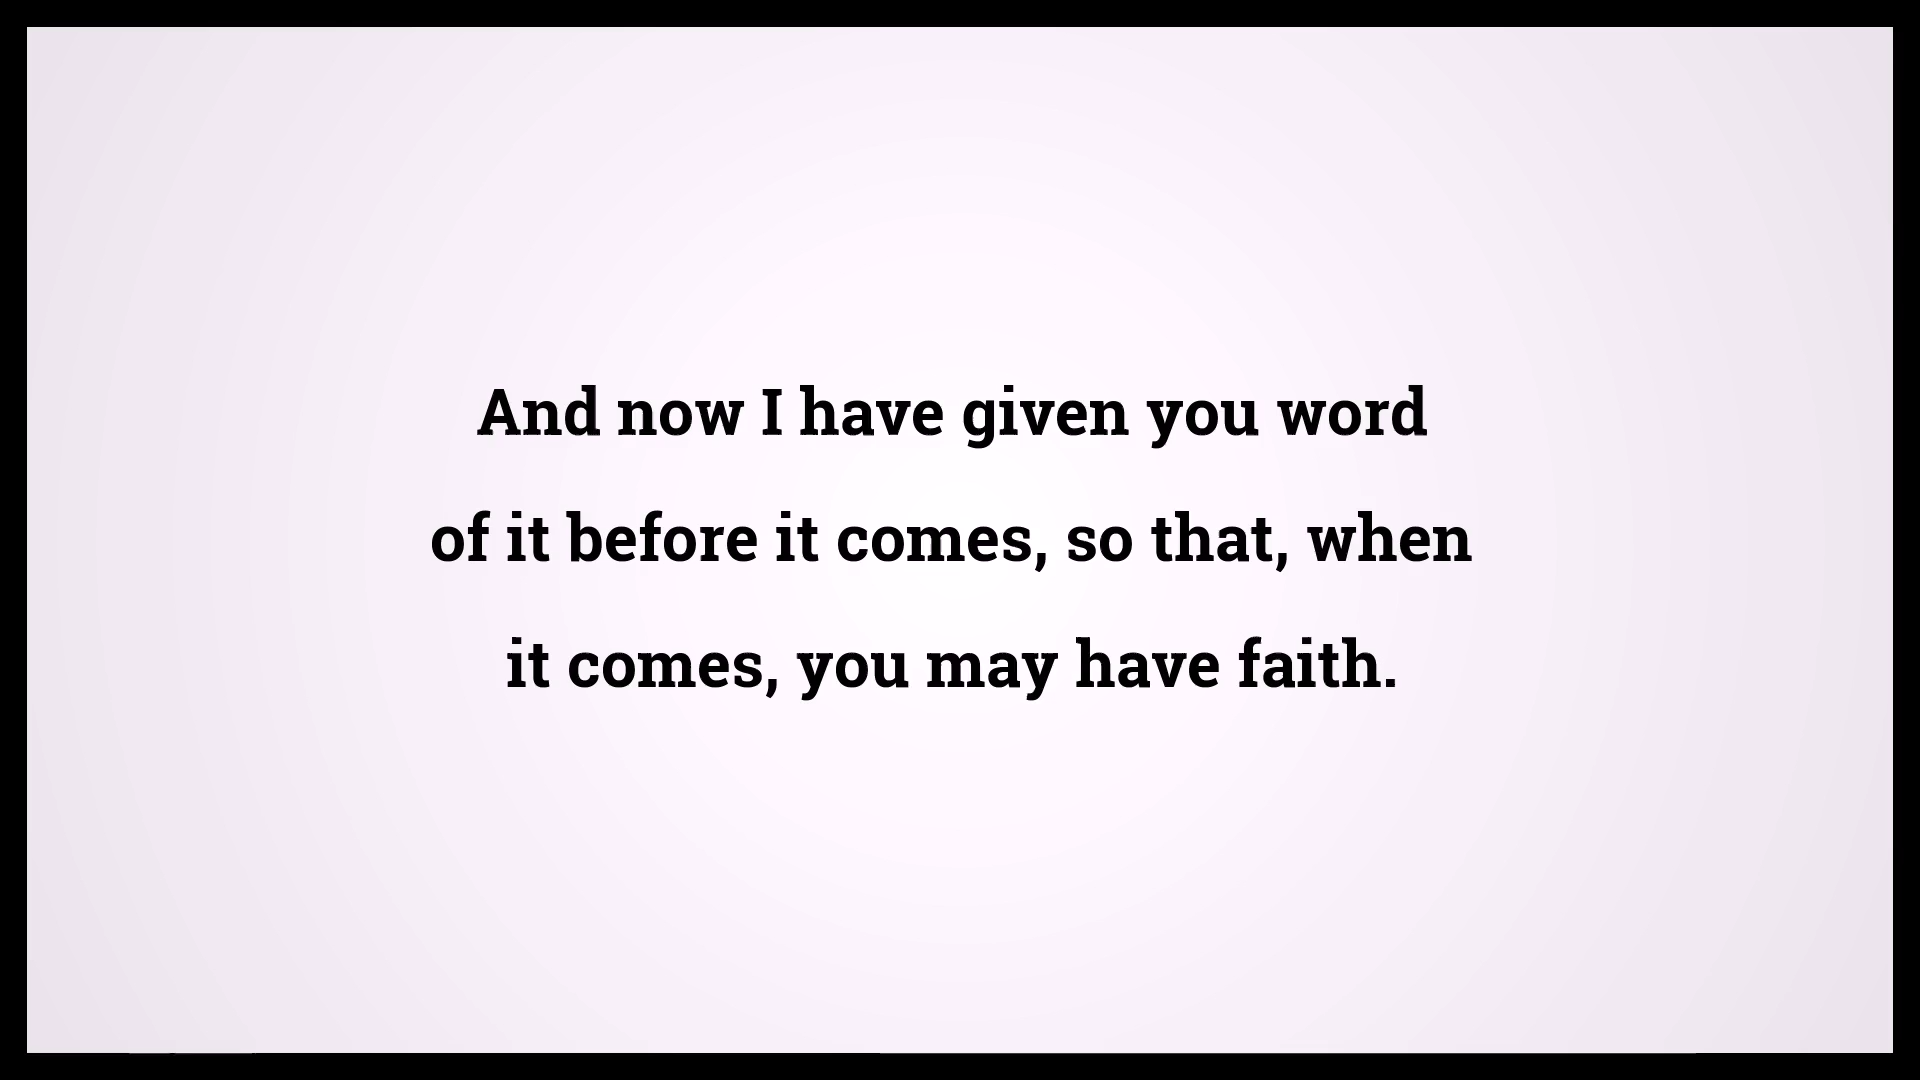 And now I have given you word
of it before it comes, so that, when
it comes, you may have faith.